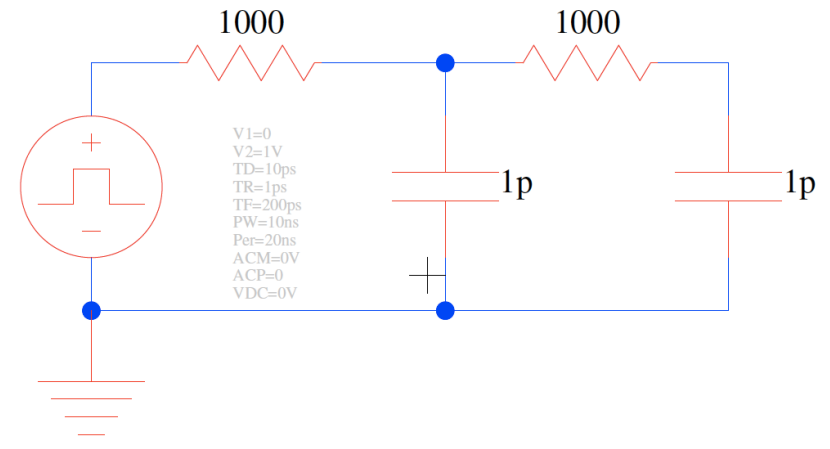 1000
1000
V1=0
V2=1V
TD=10ps
TR=1ps
TF=200ps
PW=10ns
Per=20ns
ACM=0V
ACP=0
VDC=0V
1p
1p